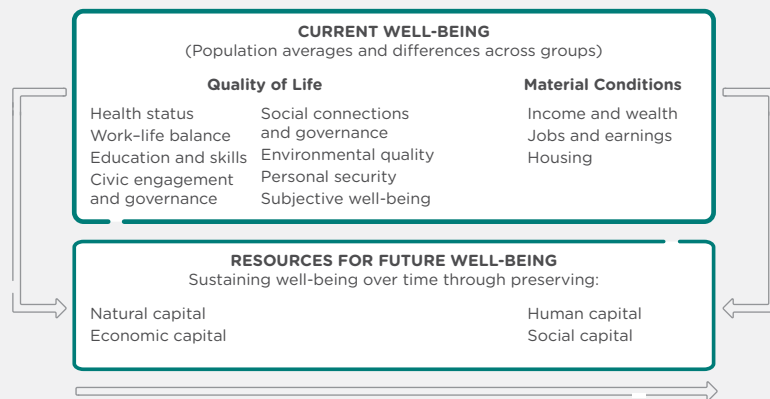 CURRENT WELL-BEING
(Population averages and differences across groups)
Quality of Life
Health status
Work–life balance
Education and skills
Civic engagement
and governance
Social connections
and governance
Environmental quality
Personal security
Subjective well-being
Material Conditions
Income and wealth
Jobs and earnings
Housing
RESOURCES FOR FUTURE WELL-BEING
Sustaining well-being over time through preserving:
Natural capital
Economic capital
Human capital
Social capital